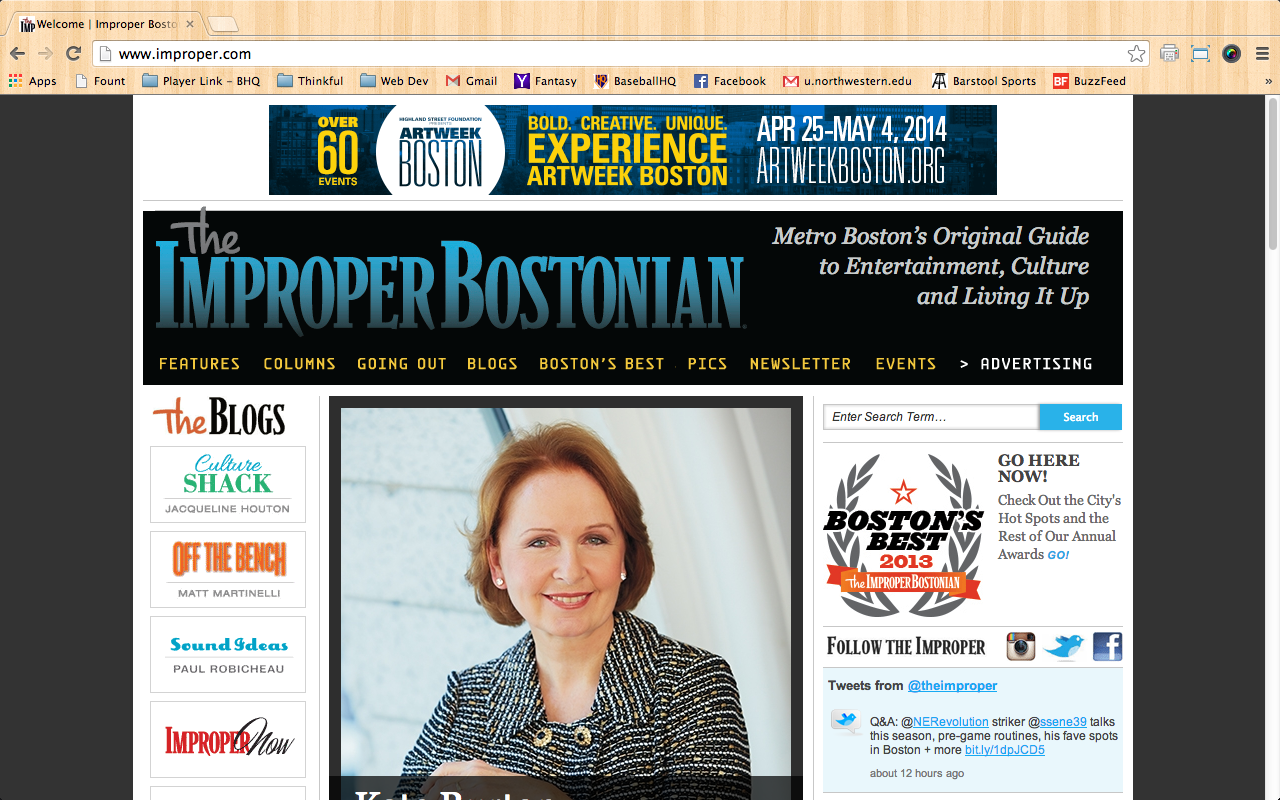 IMP Welcome | Improper Bosto
www.improper.com
Apps Fount Player Link – BHQ Thinkful Web Dev Gmail Fantasy BaseballHQ Facebook u.northwestern.edu Barstool Sports BF BuzzFeed »
OVER
60
EVENTS
HIGHLAND STREET FOUNDATION
PRESENTS
ARTWEEK
BOSTON
BOLD. CREATIVE. UNIQUE.
EXPERIENCE
ARTWEEK BOSTON
APR 25-MAY 4, 2014
ARTWEEKBOSTON.ORG
The
IMPROPER BOSTONIAN
Metro Boston's Original Guide
to Entertainment, Culture
and Living It Up
FEATURES COLUMNS GOING OUT BLOGS BOSTON'S BEST PICS NEWSLETTER EVENTS > ADVERTISING
The BLOGS
Culture
SHACK
JACQUELINE HOUTON
OFF THE BENCH
MATT MARTINELLI
Sound Ideas
PAUL ROBICHEAU
IMPROPER Now
Enter Search Term... Search
BOSTON'S
BEST
2013
The IMPROPER BOSTONIAN
GO HERE
NOW!
Check Out the City's
Hot Spots and the
Rest of Our Annual
Awards GO!
FOLLOW THE IMPROPER
Tweets from @theimproper
Q&A: @NERevolution striker @ssene39 talks
this season, pre-game routines, his fave spots
in Boston + more bit.ly/1dpJCD5
about 12 hours ago